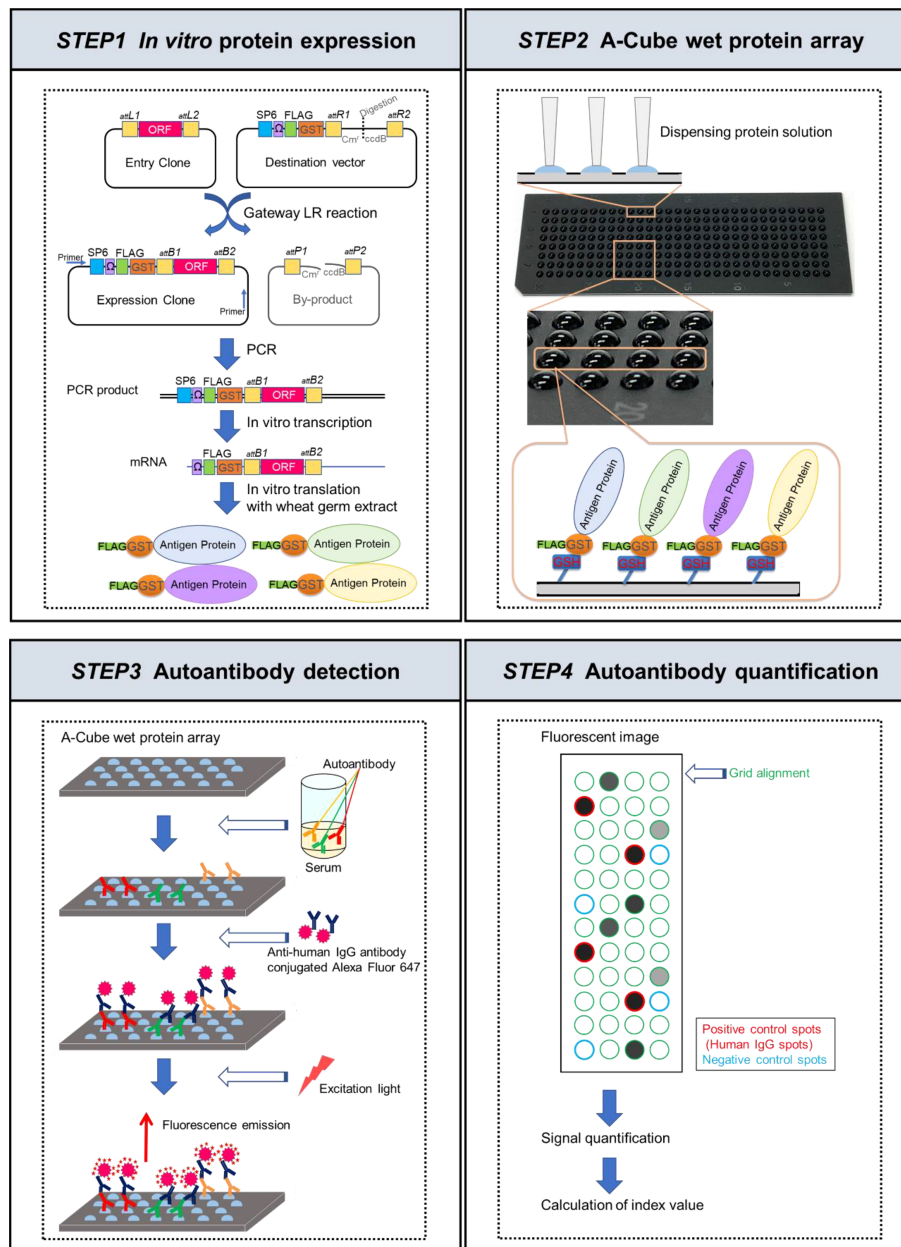 STEP1 In vitro protein expression
attL1
attL2
ORF
Entry Clone
SP6
Ω
FLAG
GST
attR1
Digestion
attR2
Cmr
ccdB
Destination vector
Gateway LR reaction
Primer
SP6
Ω
FLAG
GST
attB1
ORF
attB2
Expression Clone
Primer
attP1
attP2
Cmr
ccdB
By-product
PCR
PCR product
SP6
Ω
FLAG
GST
attB1
ORF
attB2
In vitro transcription
mRNA
Ω
FLAG
GST
attB1
ORF
attB2
In vitro translation
with wheat germ extract
FLAG GST Antigen Protein
FLAG GST Antigen Protein
FLAG GST Antigen Protein
FLAG GST Antigen Protein
STEP2 A-Cube wet protein array
Dispensing protein solution
15
10
5
20
Antigen Protein
Antigen Protein
Antigen Protein
Antigen Protein
FLAG GST
FLAG GST
FLAG GST
FLAG GST
GSH
GSH
GSH
GSH
STEP3 Autoantibody detection
A-Cube wet protein array
Autoantibody
Serum
Anti-human IgG antibody
conjugated Alexa Fluor 647
Excitation light
Fluorescence emission
STEP4 Autoantibody quantification
Fluorescent image
Grid alignment
Positive control spots
(Human IgG spots)
Negative control spots
Signal quantification
Calculation of index value